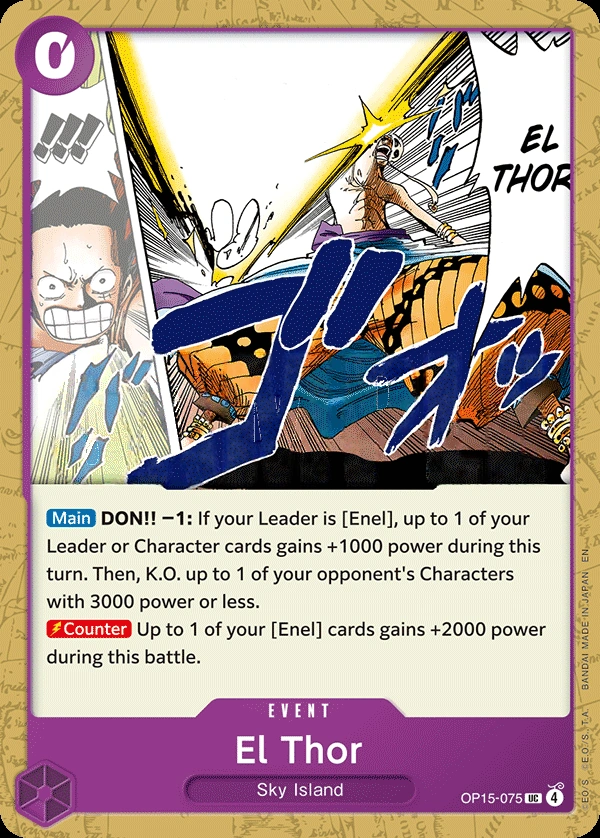 DLICHES EISMEER
0
!!!
EL
THOR
ゴオッ
Main DON!! −1: If your Leader is [Enel], up to 1 of your
Leader or Character cards gains +1000 power during this
turn. Then, K.O. up to 1 of your opponent's Characters
with 3000 power or less.
Counter Up to 1 of your [Enel] cards gains +2000 power
during this battle.
EVENT
El Thor
Sky Island
OP15-075 UC 4
©E.O.S. ©E.O./S.,T.A. BANDAI MADE IN JAPAN EN